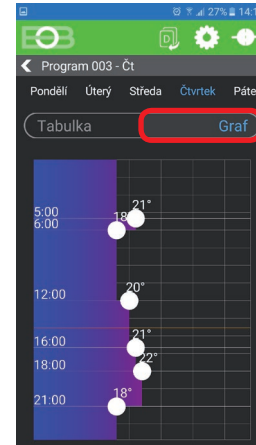 27% 14:1
EOB
D
Program 003 - Čt
Pondělí Úterý Středa Čtvrtek Páte
Tabulka Graf
21°
5:00
18°
6:00
20°
12:00
21°
16:00
22°
18:00
18°
21:00